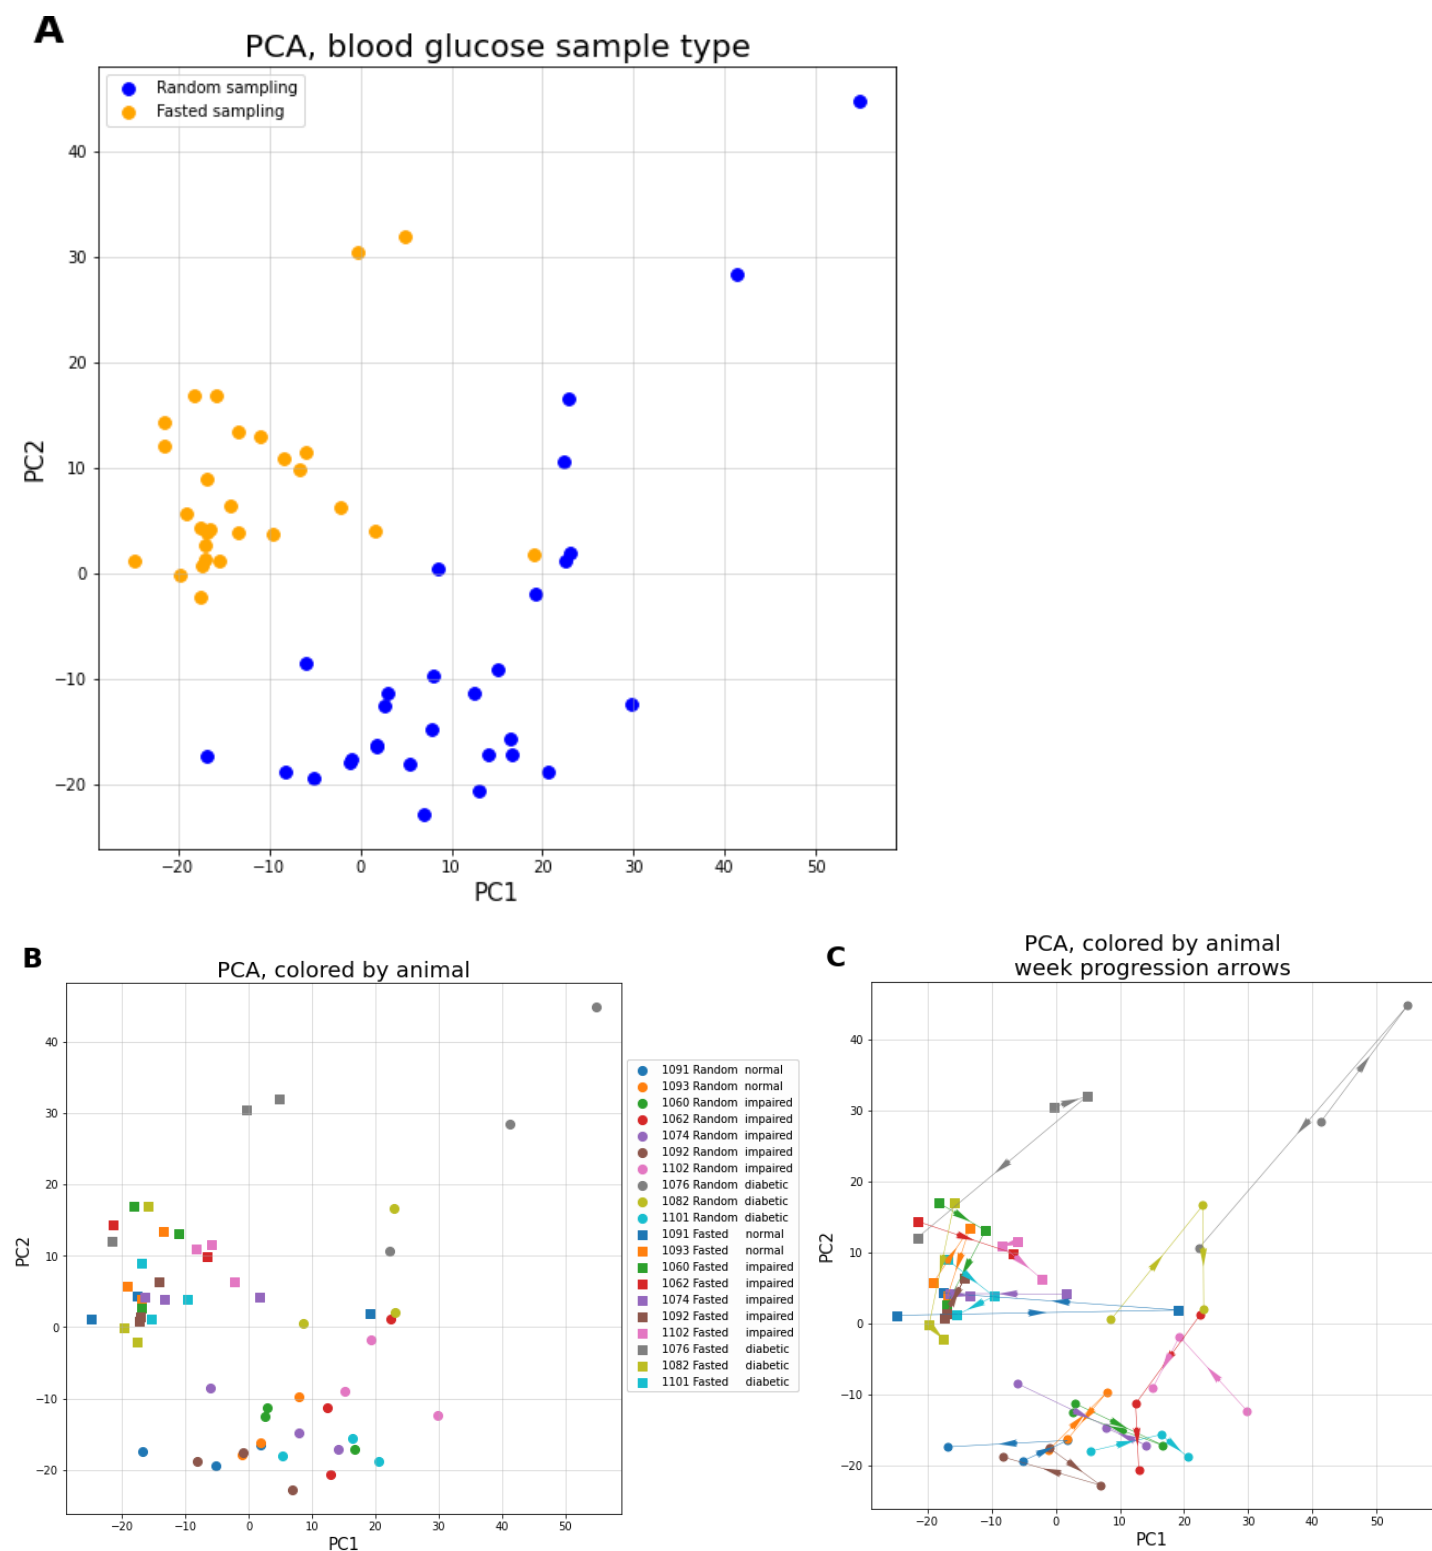 A
PCA, blood glucose sample type
Random sampling
Fasted sampling
40
30
20
10
0
−10
−20
PC2
−20 −10 0 10 20 30 40 50
PC1
B
PCA, colored by animal
40
30
20
10
0
−10
−20
PC2
−20 −10 0 10 20 30 40 50
PC1
1091 Random normal
1093 Random normal
1060 Random impaired
1062 Random impaired
1074 Random impaired
1092 Random impaired
1102 Random impaired
1076 Random diabetic
1082 Random diabetic
1101 Random diabetic
1091 Fasted normal
1093 Fasted normal
1060 Fasted impaired
1062 Fasted impaired
1074 Fasted impaired
1092 Fasted impaired
1102 Fasted impaired
1076 Fasted diabetic
1082 Fasted diabetic
1101 Fasted diabetic
C
PCA, colored by animal
week progression arrows
40
30
20
10
0
−10
−20
PC2
−20 −10 0 10 20 30 40 50
PC1